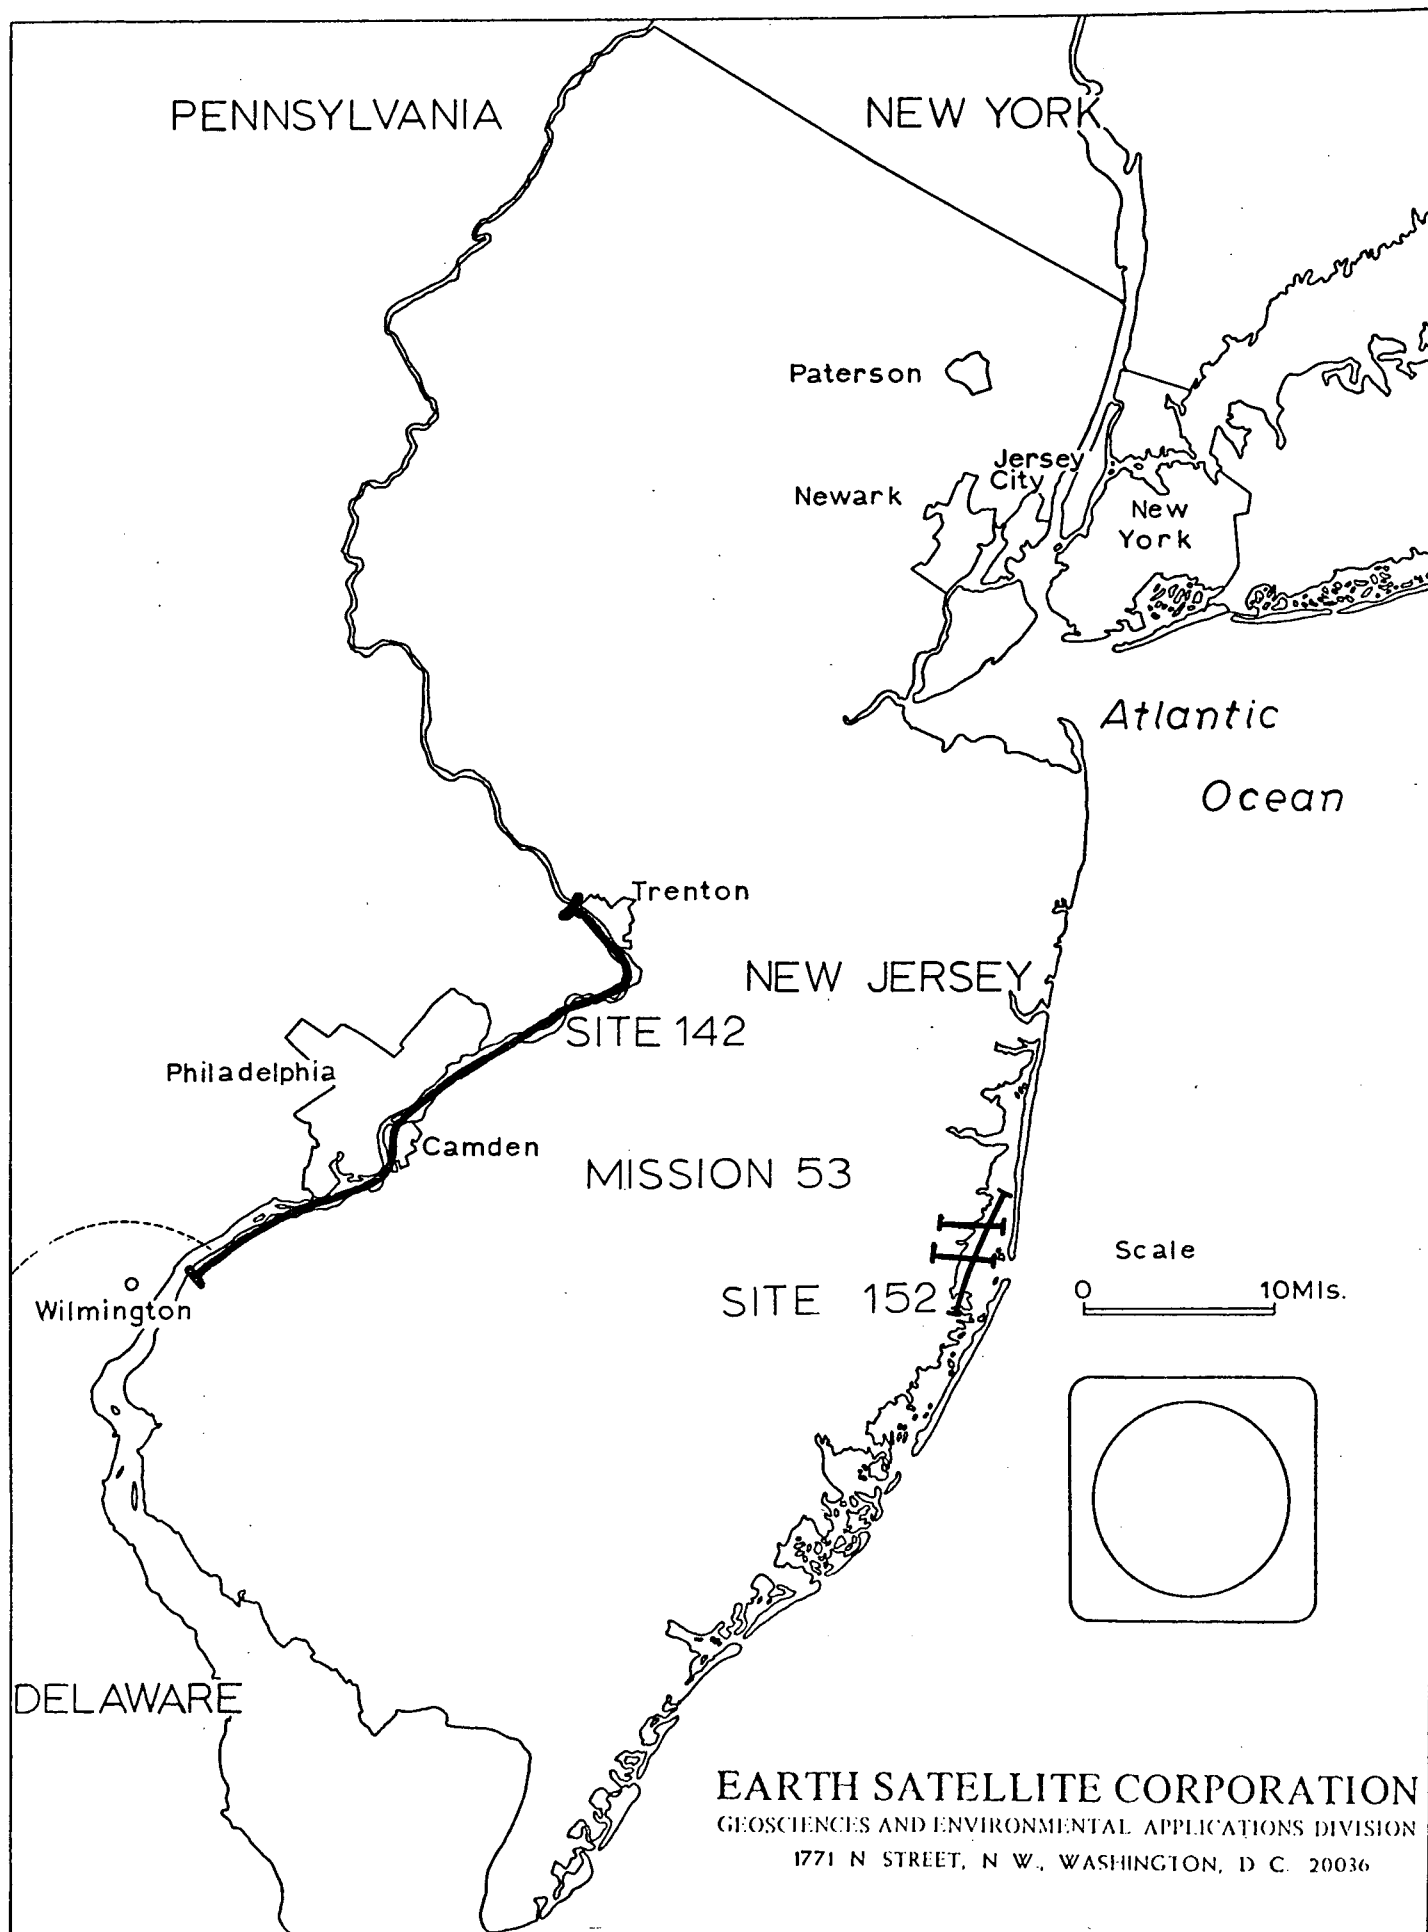 PENNSYLVANIA
NEW YORK
Paterson
Jersey
City
Newark
New
York
Atlantic
Ocean
Trenton
NEW JERSEY
SITE 142
Philadelphia
Camden
MISSION 53
Scale
0 10Mls.
Wilmington
SITE 152
DELAWARE
EARTH SATELLITE CORPORATION
GEOSCIENCES AND ENVIRONMENTAL APPLICATIONS DIVISION
1771 N STREET, N W., WASHINGTON, D C. 20036